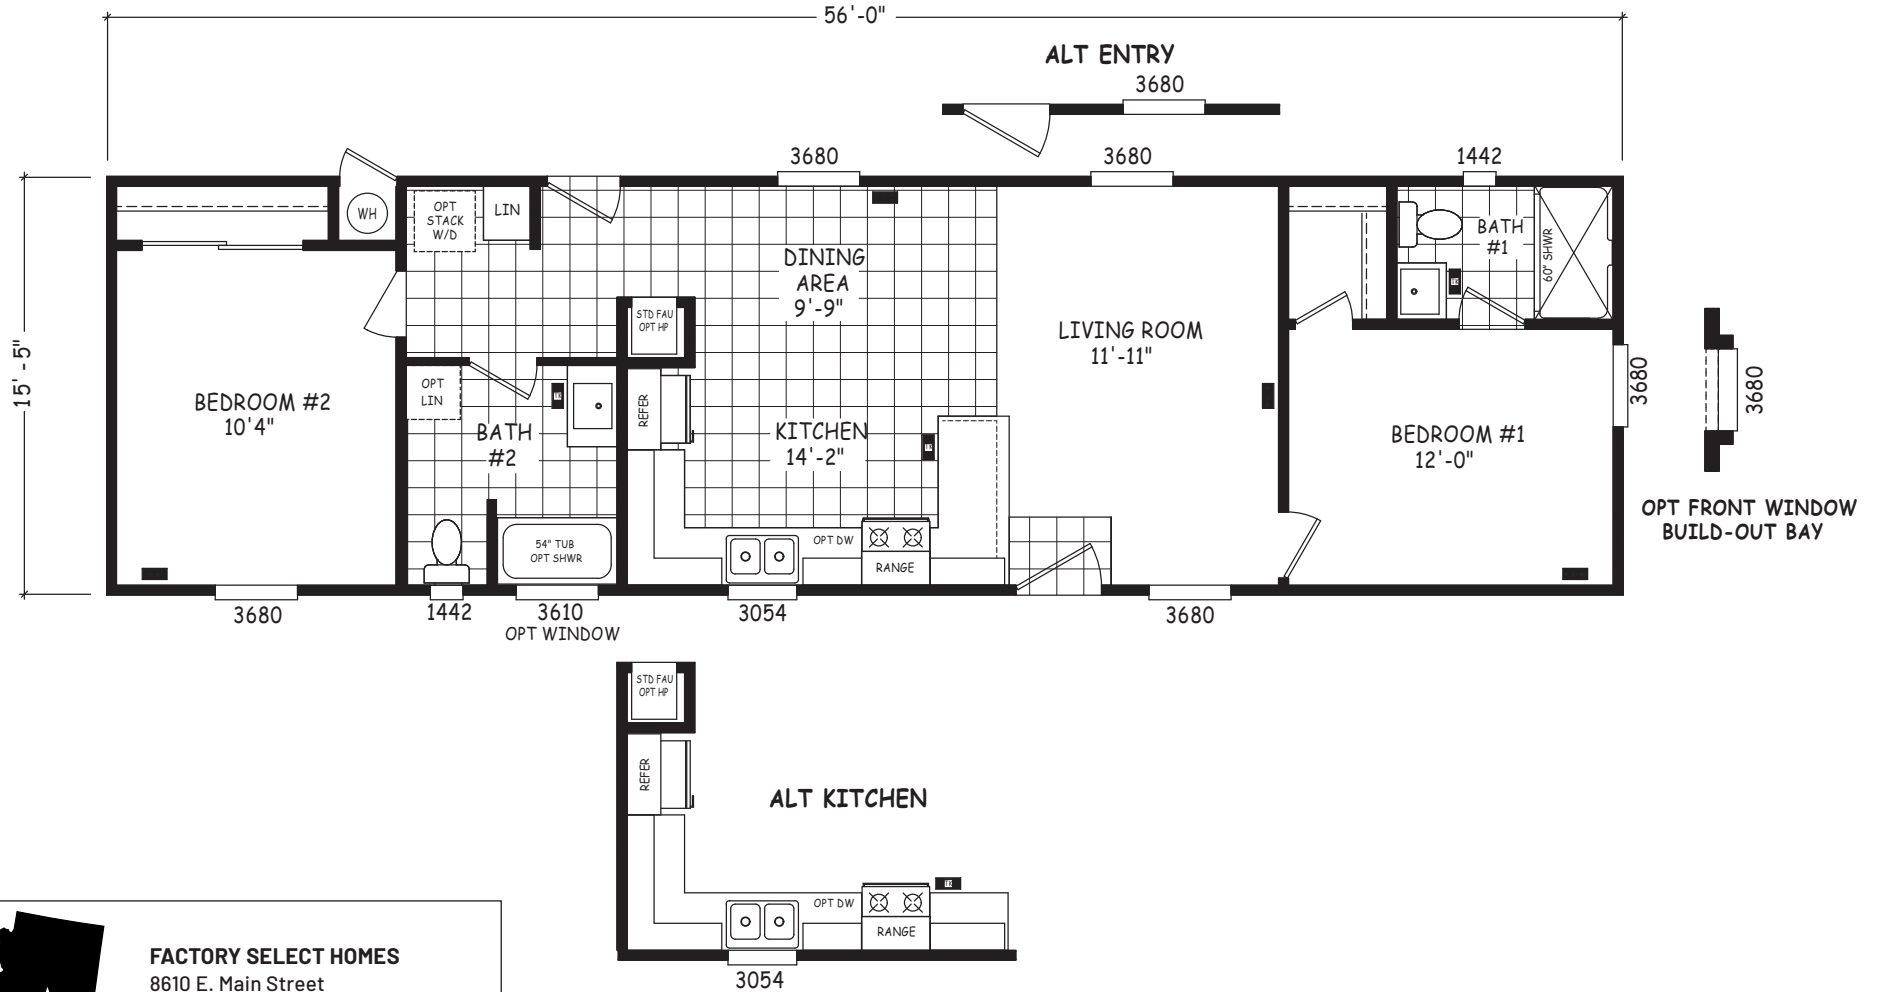 56'-0"
ALT ENTRY
3680
3680
3680
1442
15' - 5"
WH
OPT
STACK
W/D
LIN
DINING
AREA
9'-9"
STD FAU
OPT HP
LIVING ROOM
11'-11"
BATH
#1
60" SHWR
BEDROOM #2
10'4"
OPT
LIN
BATH
#2
REFER
KITCHEN
14'-2"
BEDROOM #1
12'-0"
3680
3680
OPT FRONT WINDOW
BUILD-OUT BAY
54" TUB
OPT SHWR
OPT DW
RANGE
3680
1442
3610
OPT WINDOW
3054
3680
STD FAU
OPT HP
REFER
ALT KITCHEN
OPT DW
RANGE
3054
FACTORY SELECT HOMES
8610 E. Main Street